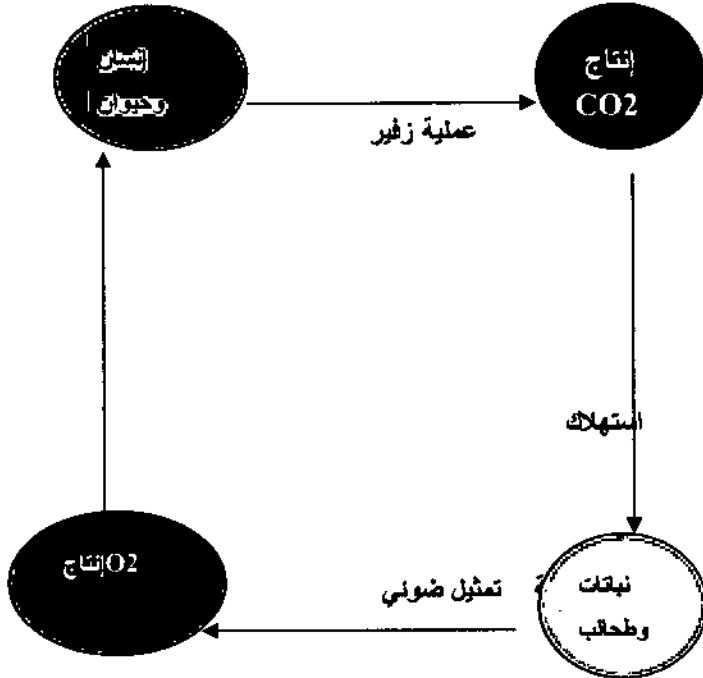 إنسان
وحيوان
إنتاج
CO2
عملية زفير
استهلاك
نباتات
وطحالب
تمثيل ضوئي
إنتاج O2